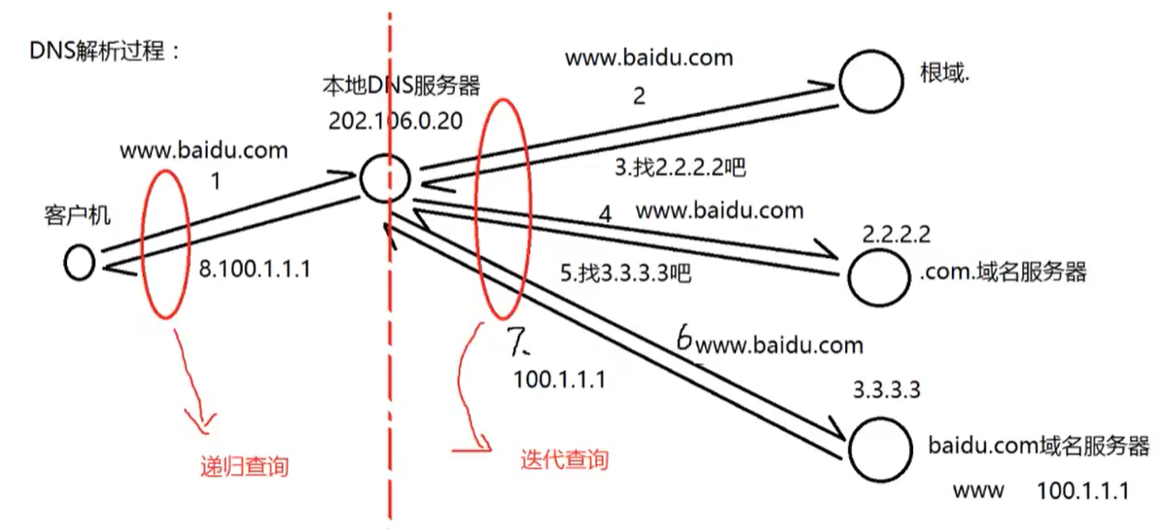 DNS解析过程：
www.baidu.com
根域.
本地DNS服务器
2
202.106.0.20
www.baidu.com
3.找2.2.2.2吧
1
客户机
4 www.baidu.com
2.2.2.2
8.100.1.1.1
5.找3.3.3.3吧
.com.域名服务器
7、
6 www.baidu.com
100.1.1.1
3.3.3.3
baidu.com域名服务器
递归查询
迭代查询
www 100.1.1.1